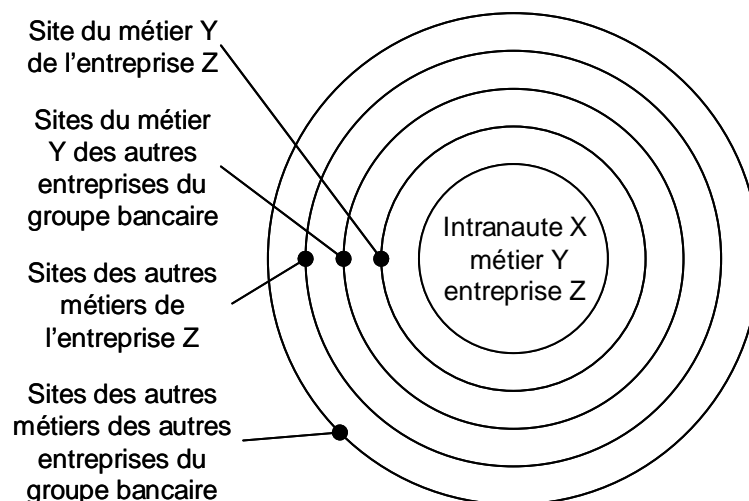 Site du métier Y
de l’entreprise Z
Sites du métier
Y des autres
entreprises du
groupe bancaire
Sites des autres
métiers de
l’entreprise Z
Sites des autres
métiers des autres
entreprises du
groupe bancaire
Intranaute X
métier Y
entreprise Z